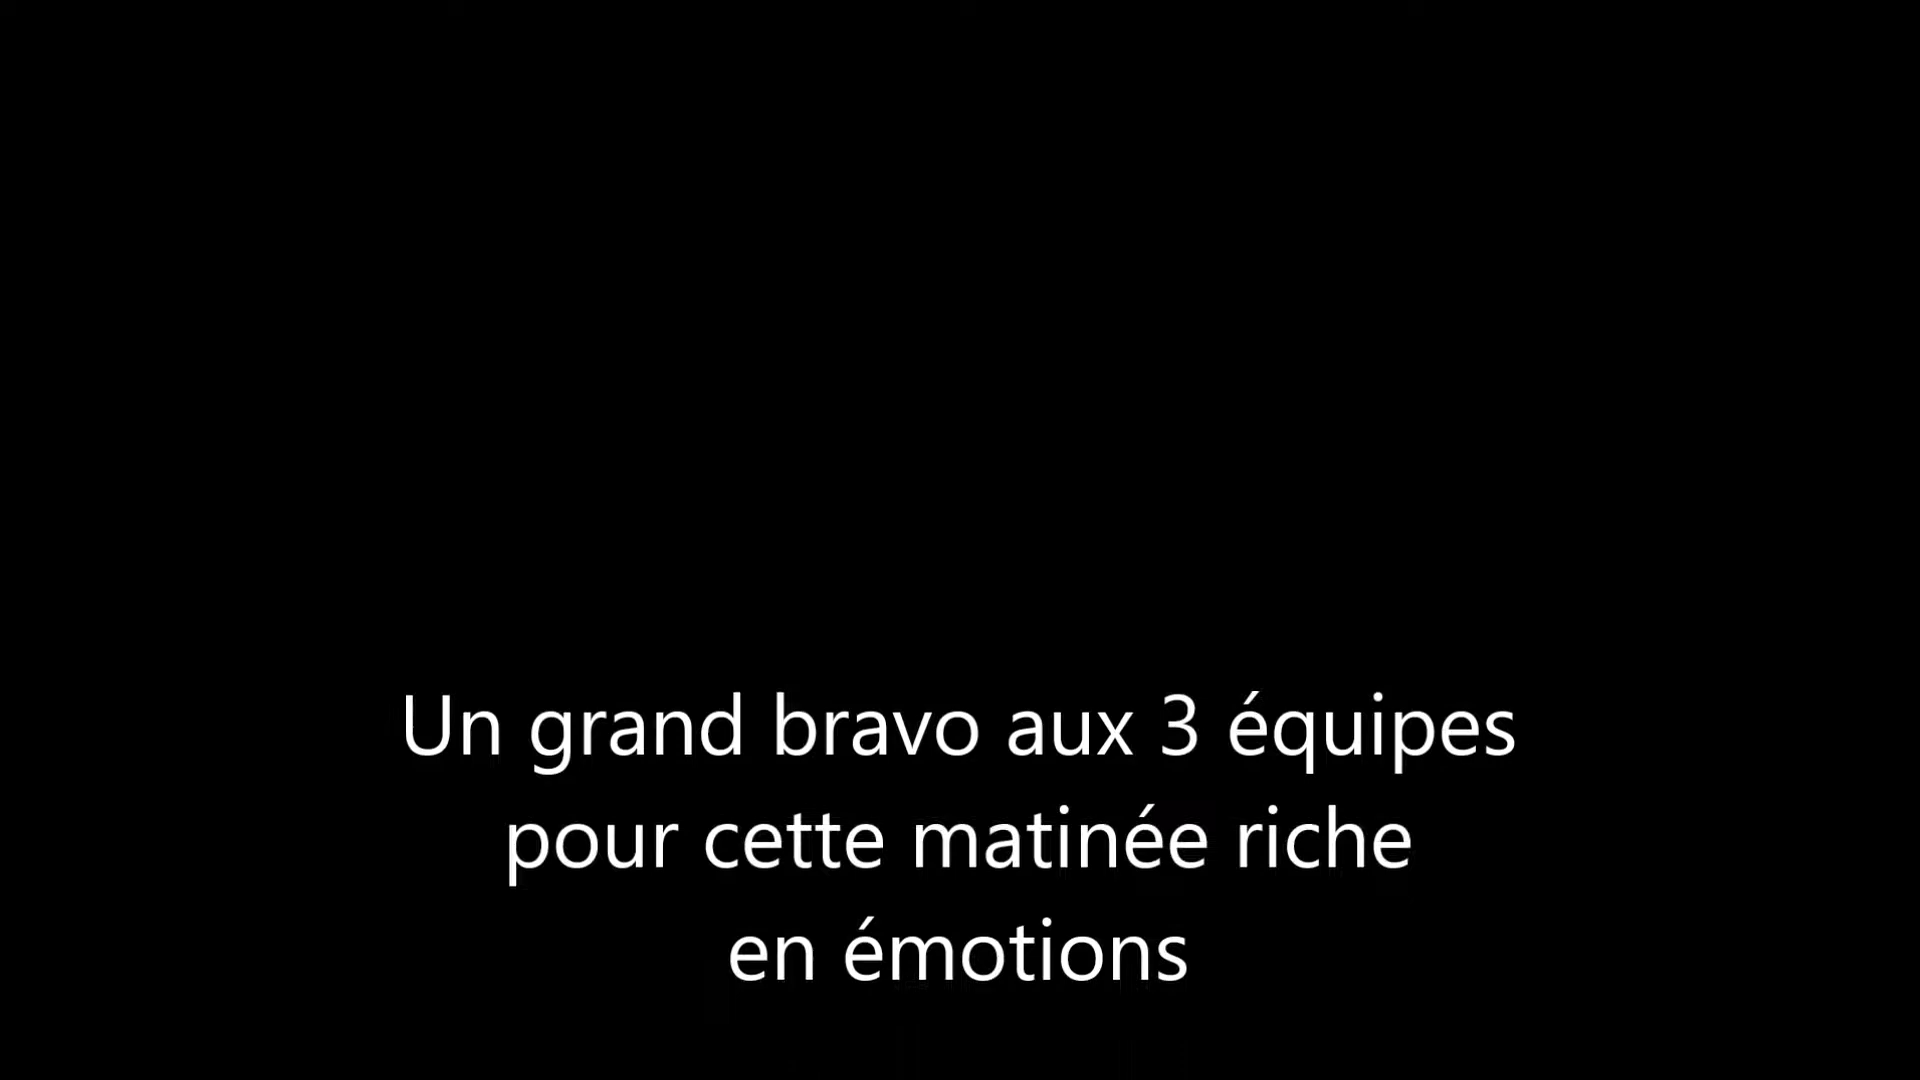 Un grand bravo aux 3 équipes
pour cette matinée riche
en émotions